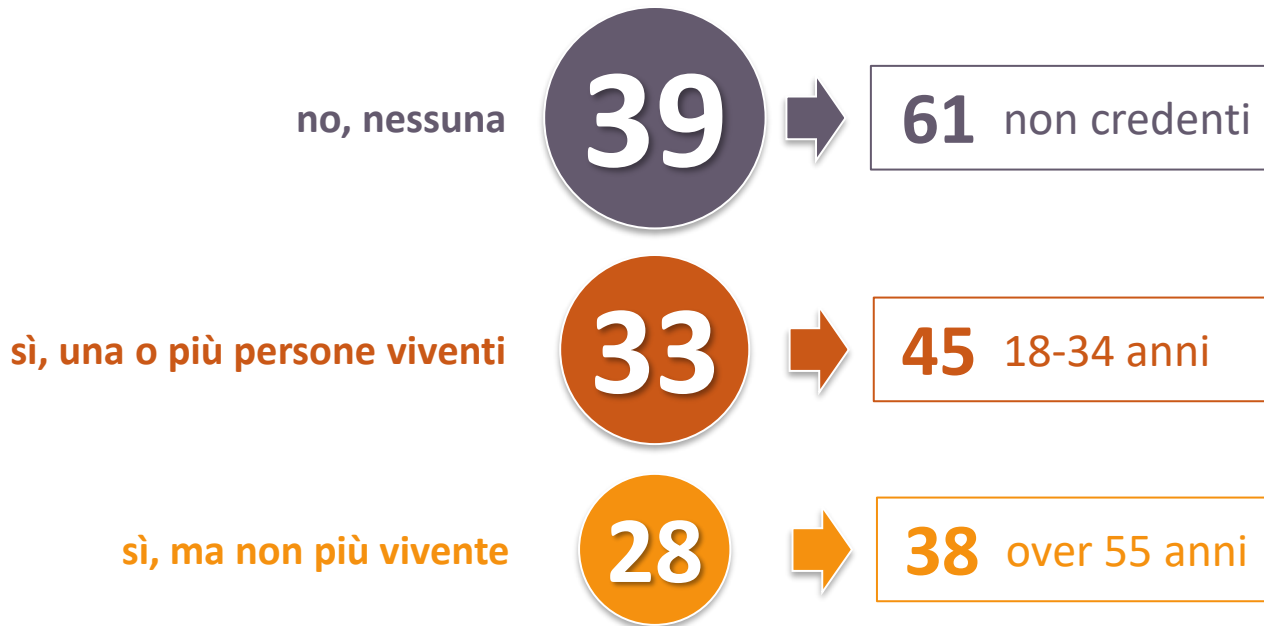 no, nessuna 39 61 non credenti
sì, una o più persone viventi 33 45 18-34 anni
sì, ma non più vivente 28 38 over 55 anni